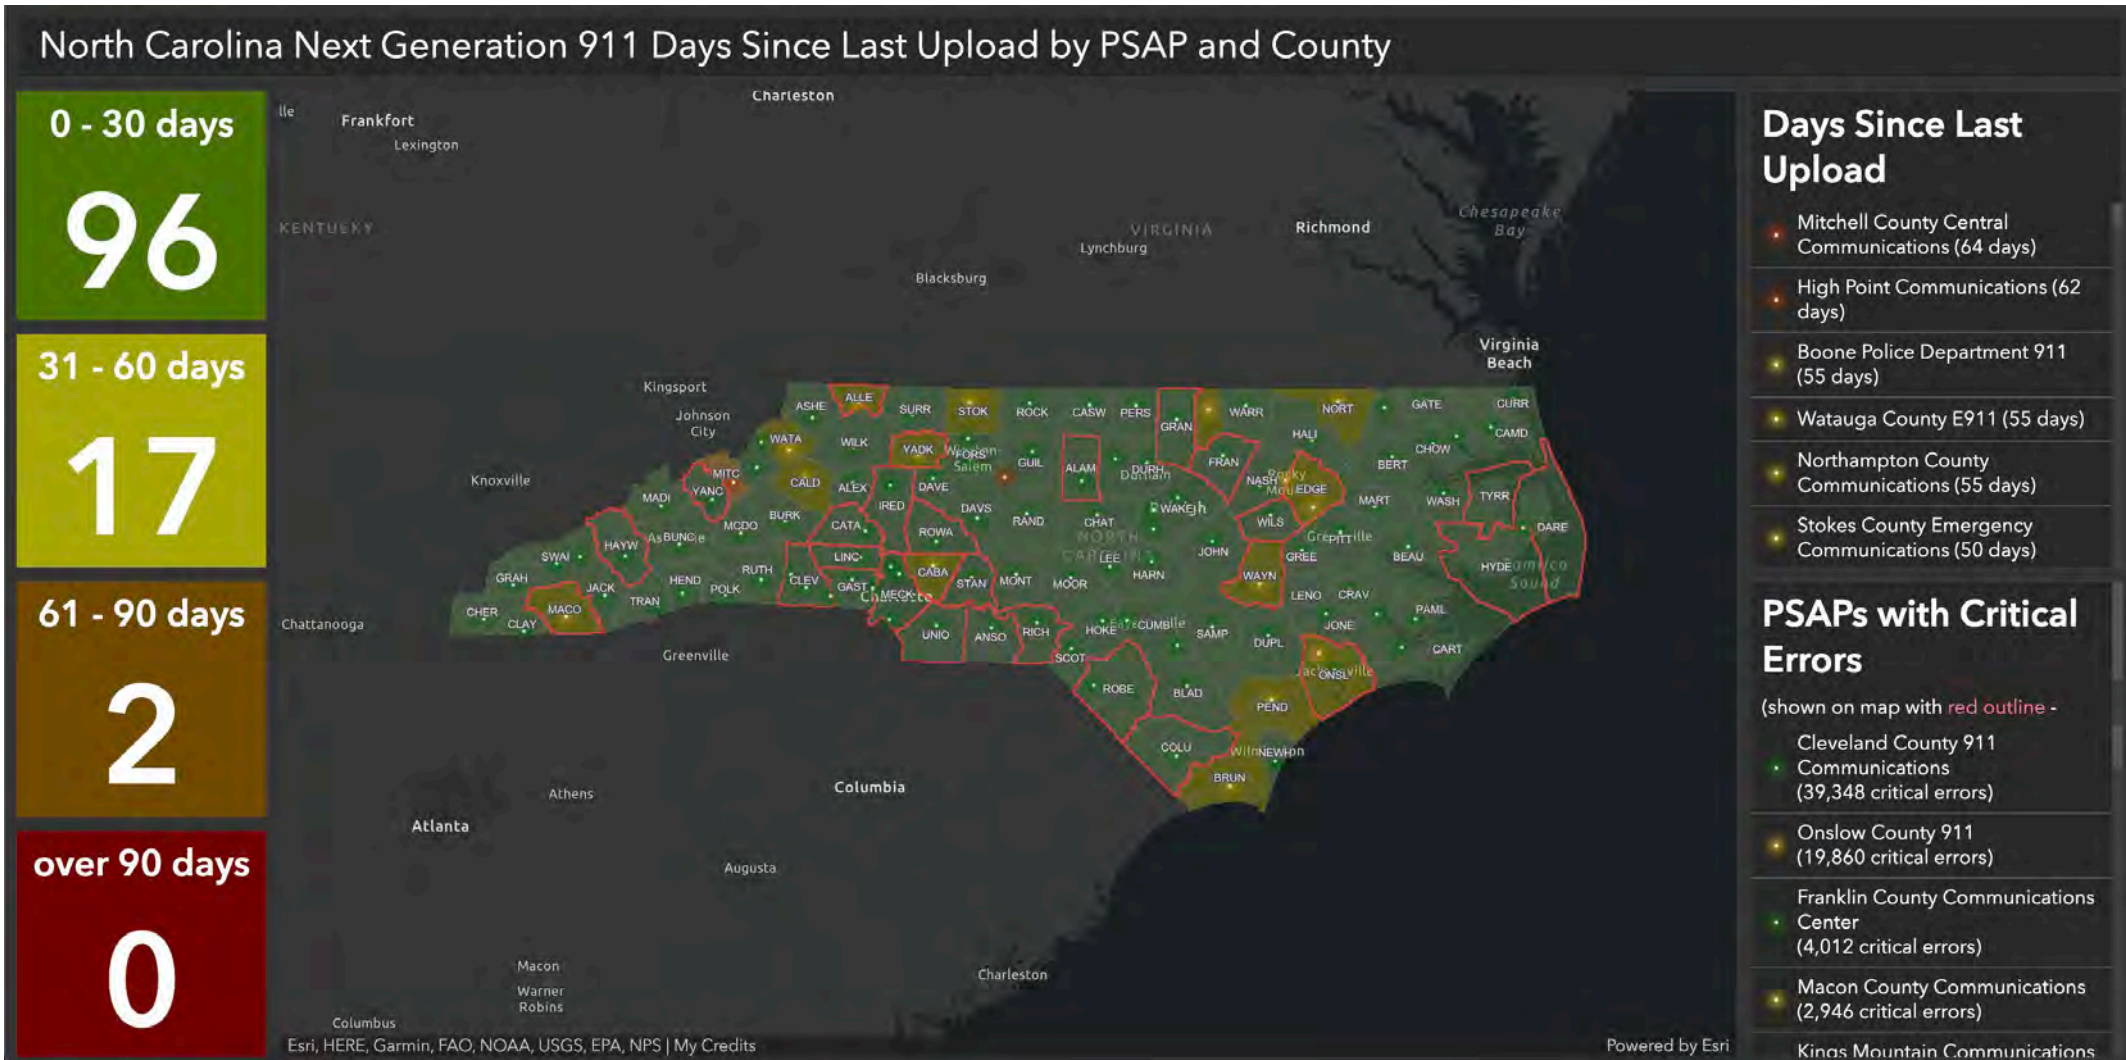 North Carolina Next Generation 911 Days Since Last Upload by PSAP and County
0 - 30 days
96
31 - 60 days
17
61 - 90 days
2
over 90 days
0
lle
Charleston
Frankfort
Lexington
KENTUCKY
VIRGINIA
Richmond
Chesapeake
Bay
Lynchburg
Blacksburg
Virginia
Beach
Kingsport
Johnson
City
Knoxville
Chattanooga
Greenville
Columbia
Athens
Atlanta
Augusta
Macon
Warner
Robins
Columbus
Charleston
ASHE
ALLE
SURR
STOK
ROCK
CASW
PERS
GRAN
WARR
NORT
GATE
CURR
CAMD
WATA
WILK
YADK
FORS
Salem
GUIL
ALAM
DURH
FRAN
HALI
BERT
CHOW
MITC
YANC
MADI
CALD
ALEX
IRED
DAVE
DAVS
RAND
CHAT
WAKE
NASH
EDGE
MART
WASH
TYRR
DARE
BURK
MCDO
BUNC
HAYW
SWAI
GRAH
CATA
ROWA
LINC
NORTH
LEE
JOHN
WILS
GREE
PITT
BEAU
HYDE
Sound
CHER
CLAY
MACO
JACK
TRAN
HEND
POLK
RUTH
CLEV
GAST
MECK
CABA
STAN
MONT
MOOR
HARN
WAYN
LENO
CRAV
PAML
UNIO
ANSO
RICH
SCOT
HOKE
CUMB
SAMP
DUPL
JONE
CART
ONSL
ROBE
BLAD
PEND
COLU
NEWH
BRUN
Esri, HERE, Garmin, FAO, NOAA, USGS, EPA, NPS | My Credits
Powered by Esri
Days Since Last
Upload
Mitchell County Central
Communications (64 days)
High Point Communications (62
days)
Boone Police Department 911
(55 days)
Watauga County E911 (55 days)
Northampton County
Communications (55 days)
Stokes County Emergency
Communications (50 days)
PSAPs with Critical
Errors
(shown on map with red outline -
Cleveland County 911
Communications
(39,348 critical errors)
Onslow County 911
(19,860 critical errors)
Franklin County Communications
Center
(4,012 critical errors)
Macon County Communications
(2,946 critical errors)
Kings Mountain Communications